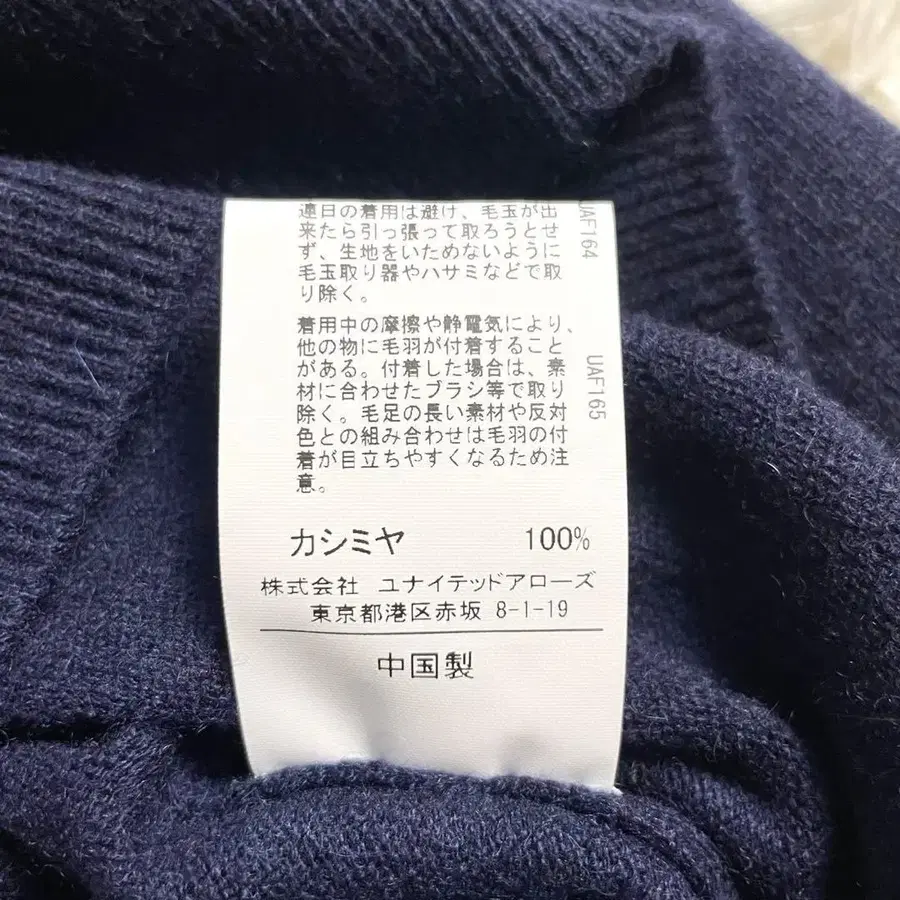 連日の着用は避け、毛玉が出
来たら引っ張って取ろうとせ
ず、生地をいためないように
毛玉取り器やハサミなどで取
り除く。
着用中の摩擦や静電気により、
他の物に毛羽が付着すること
がある。付着した場合は、素
材に合わせたブラシ等で取り
除く。毛足の長い素材や反対
色との組み合わせは毛羽の付
着が目立ちやすくなるため注
意。
UAF164
UAF165
カシミヤ 100%
株式会社 ユナイテッドアローズ
東京都港区赤坂 8-1-19
中国製